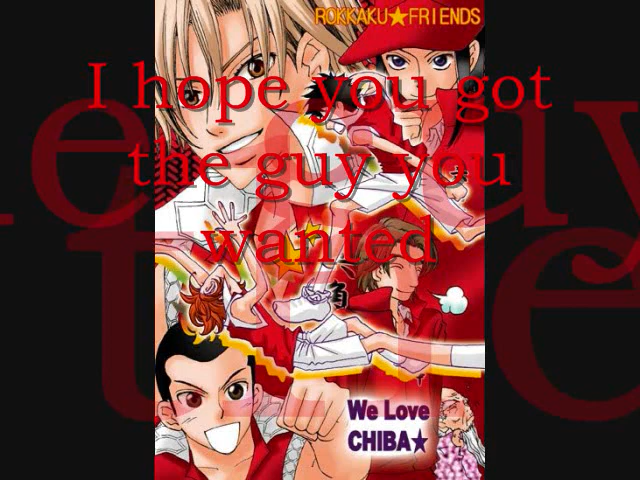 ROKKAKU★FRIENDS
I hope you got
the guy you
wanted
We Love
CHIBA★